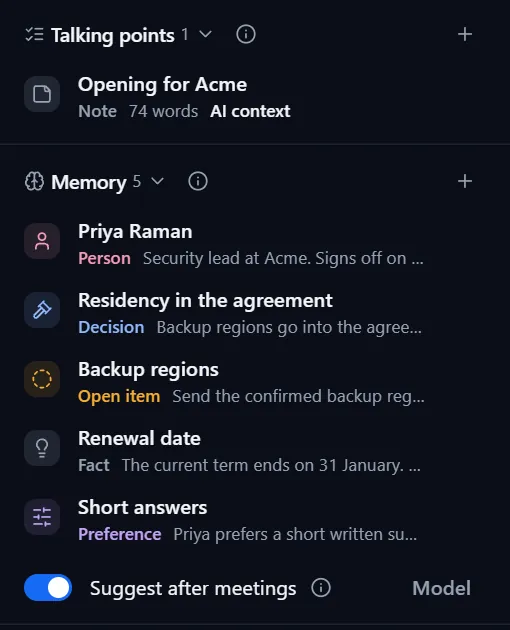 Talking points 1
Opening for Acme
Note 74 words AI context
Memory 5
Priya Raman
Person Security lead at Acme. Signs off on ...
Residency in the agreement
Decision Backup regions go into the agree...
Backup regions
Open item Send the confirmed backup reg...
Renewal date
Fact The current term ends on 31 January. ...
Short answers
Preference Priya prefers a short written su...
Suggest after meetings Model